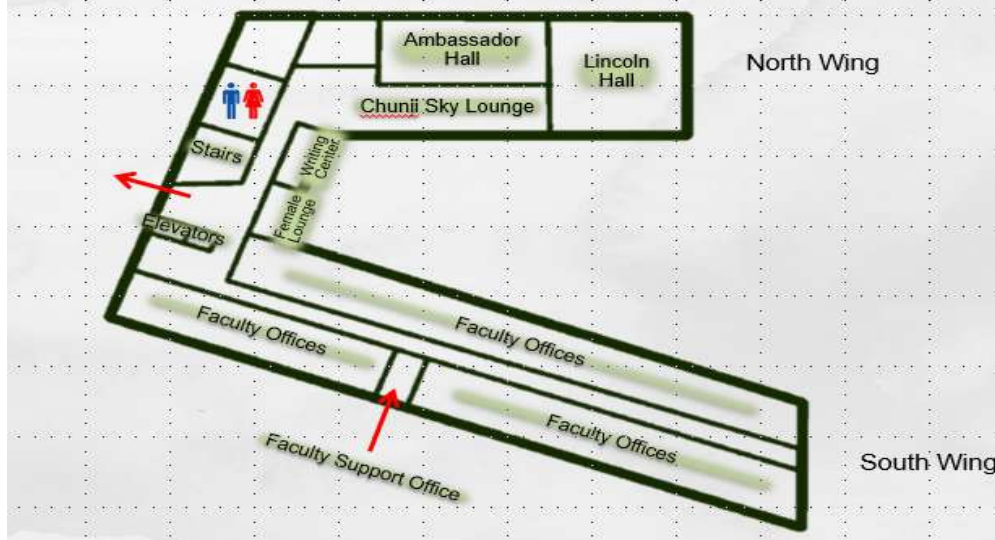 Ambassador
Hall
Lincoln
Hall
North Wing
Chunji Sky Lounge
Stairs
Writing
Center
Female
Lounge
Elevators
Faculty Offices
Faculty Offices
Faculty Offices
Faculty Support Office
South Wing